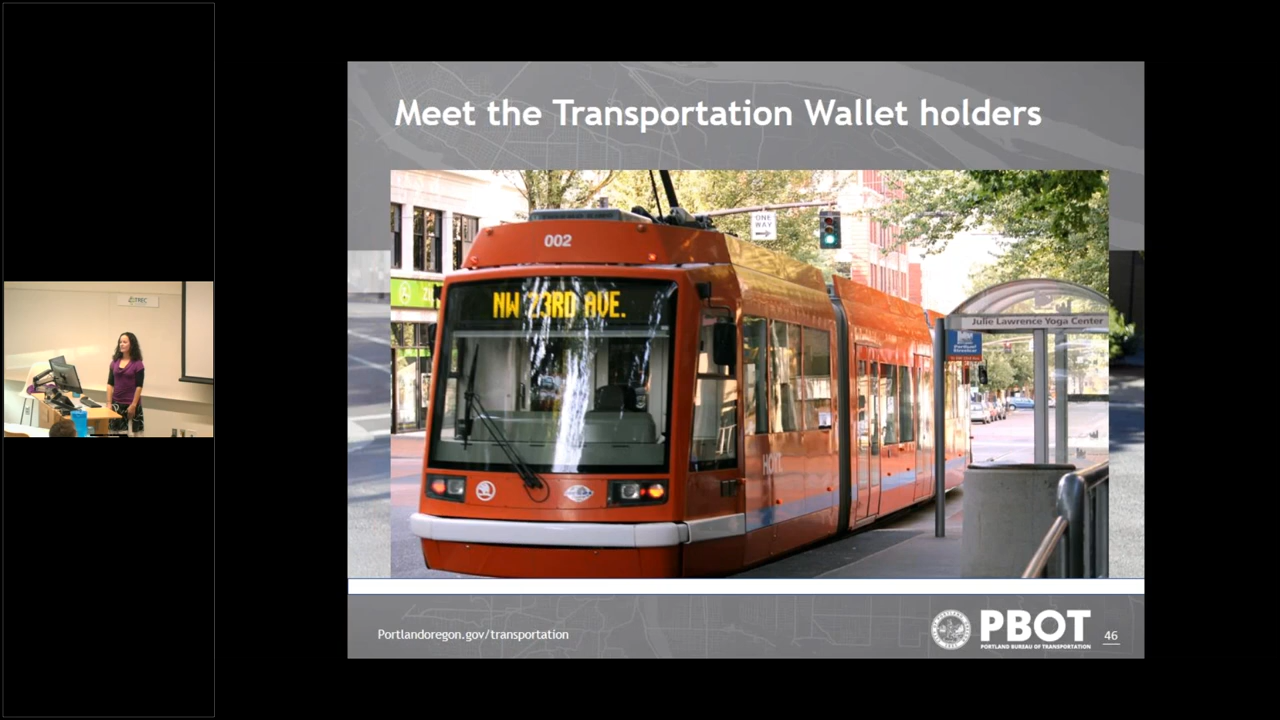 Meet the Transportation Wallet holders
002
ONE
WAY
NW 23RD AVE.
Julie Lawrence Yoga Center
Portlandoregon.gov/transportation
PBOT
PORTLAND BUREAU OF TRANSPORTATION
46